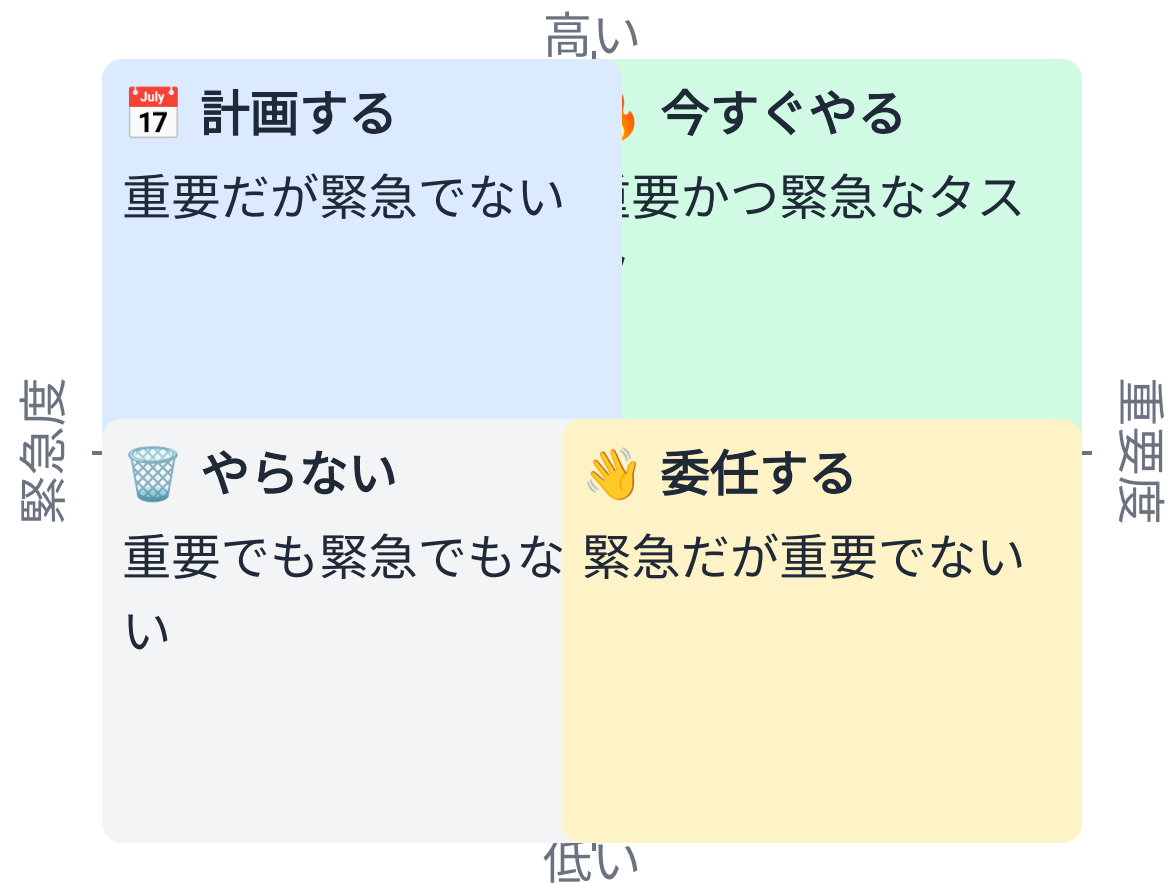 高い
July
17
計画する
今すぐやる
重要だが緊急でない
要かつ緊急なタス
緊急度
重要度
やらない
委任する
重要でも緊急でもな
い
緊急だが重要でない
低い